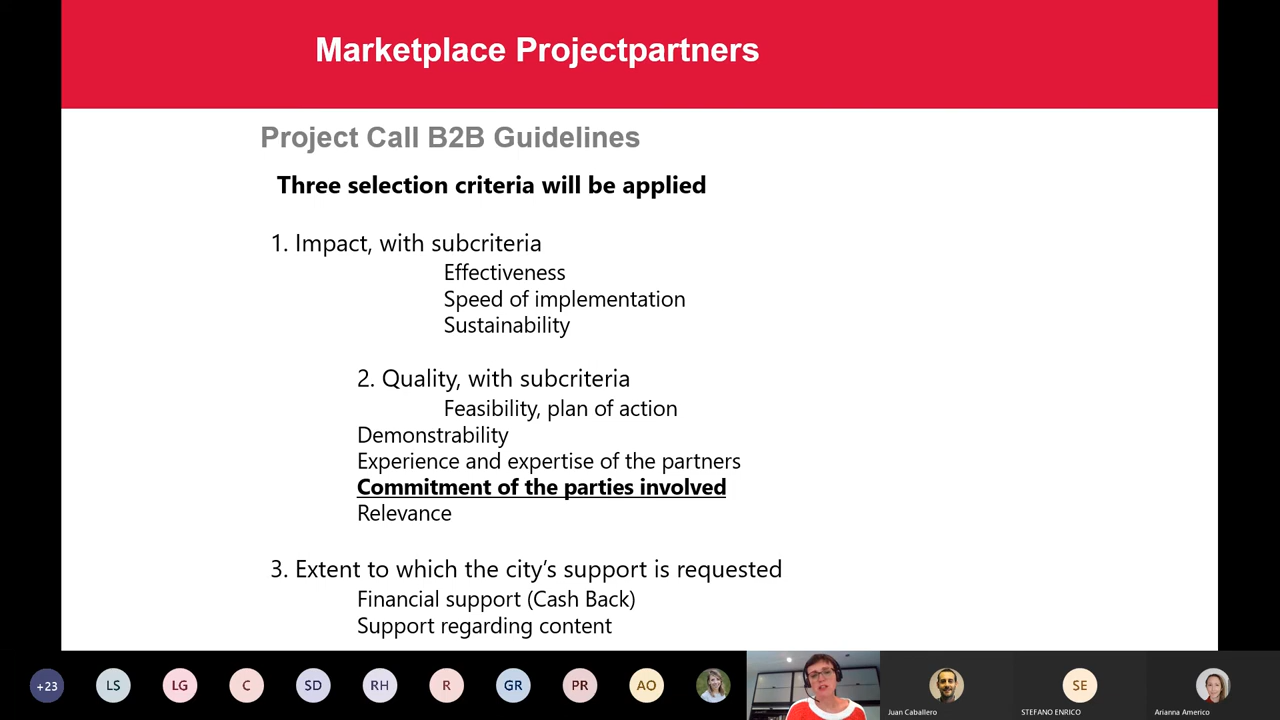 Marketplace Projectpartners
Project Call B2B Guidelines
Three selection criteria will be applied
1. Impact, with subcriteria
Effectiveness
Speed of implementation
Sustainability
2. Quality, with subcriteria
Feasibility, plan of action
Demonstrability
Experience and expertise of the partners
Commitment of the parties involved
Relevance
3. Extent to which the city’s support is requested
Financial support (Cash Back)
Support regarding content
+23 LS LG C SD RH R GR PR AO SE
Juan Caballero STEFANO ENRICO Arianna Americo